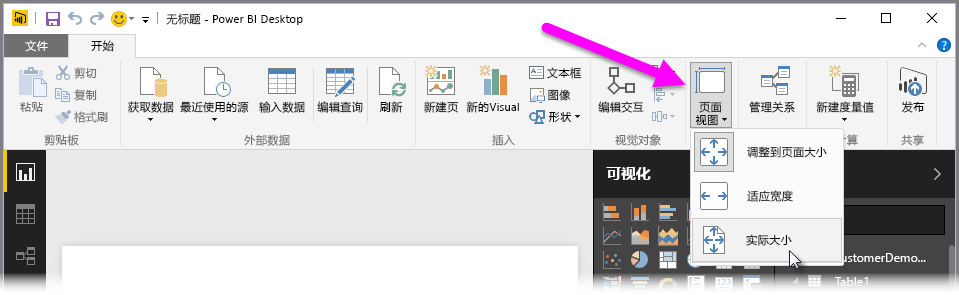 无标题 - Power BI Desktop
文件
开始
粘贴
剪切
复制
格式刷
获取数据
最近使用的源
输入数据
编辑查询
刷新
新建页
新的Visual
文本框
图像
形状
编辑交互
页面
视图
管理关系
新建度量值
发布
剪贴板
外部数据
插入
视觉对象
算
共享
调整到页面大小
适应宽度
实际大小
可视化
ustomerDemo...
Table1